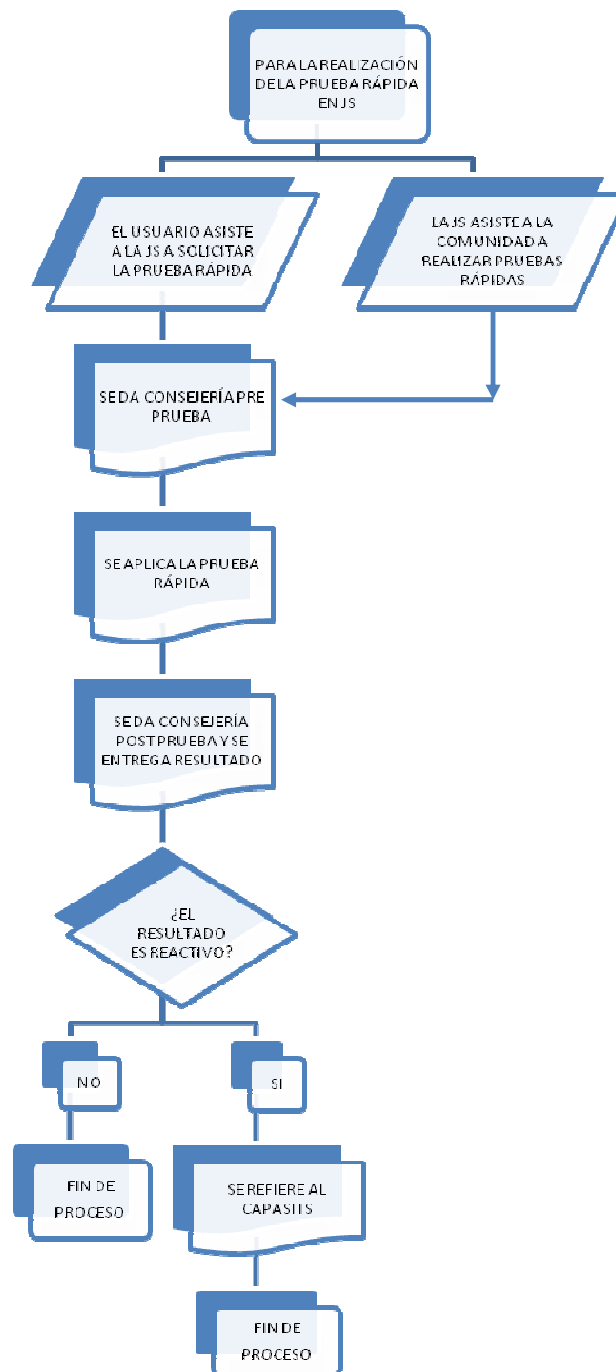 PARA LA REALIZACIÓN
DE LA PRUEBA RÁPIDA
EN JS
EL USUARIO ASISTE
A LA JS A SOLICITAR
LA PRUEBA RÁPIDA
LA JS ASISTE A LA
COMUNIDAD A
REALIZAR PRUEBAS
RÁPIDAS
SE DA CONSEJERÍA PRE
PRUEBA
SE APLICA LA PRUEBA
RÁPIDA
SE DA CONSEJERÍA
POST PRUEBA Y SE
ENTREGA RESULTADO
¿EL
RESULTADO
ES REACTIVO?
NO
SI
FIN DE
PROCESO
SE REFIERE AL
CAPASITS
FIN DE
PROCESO